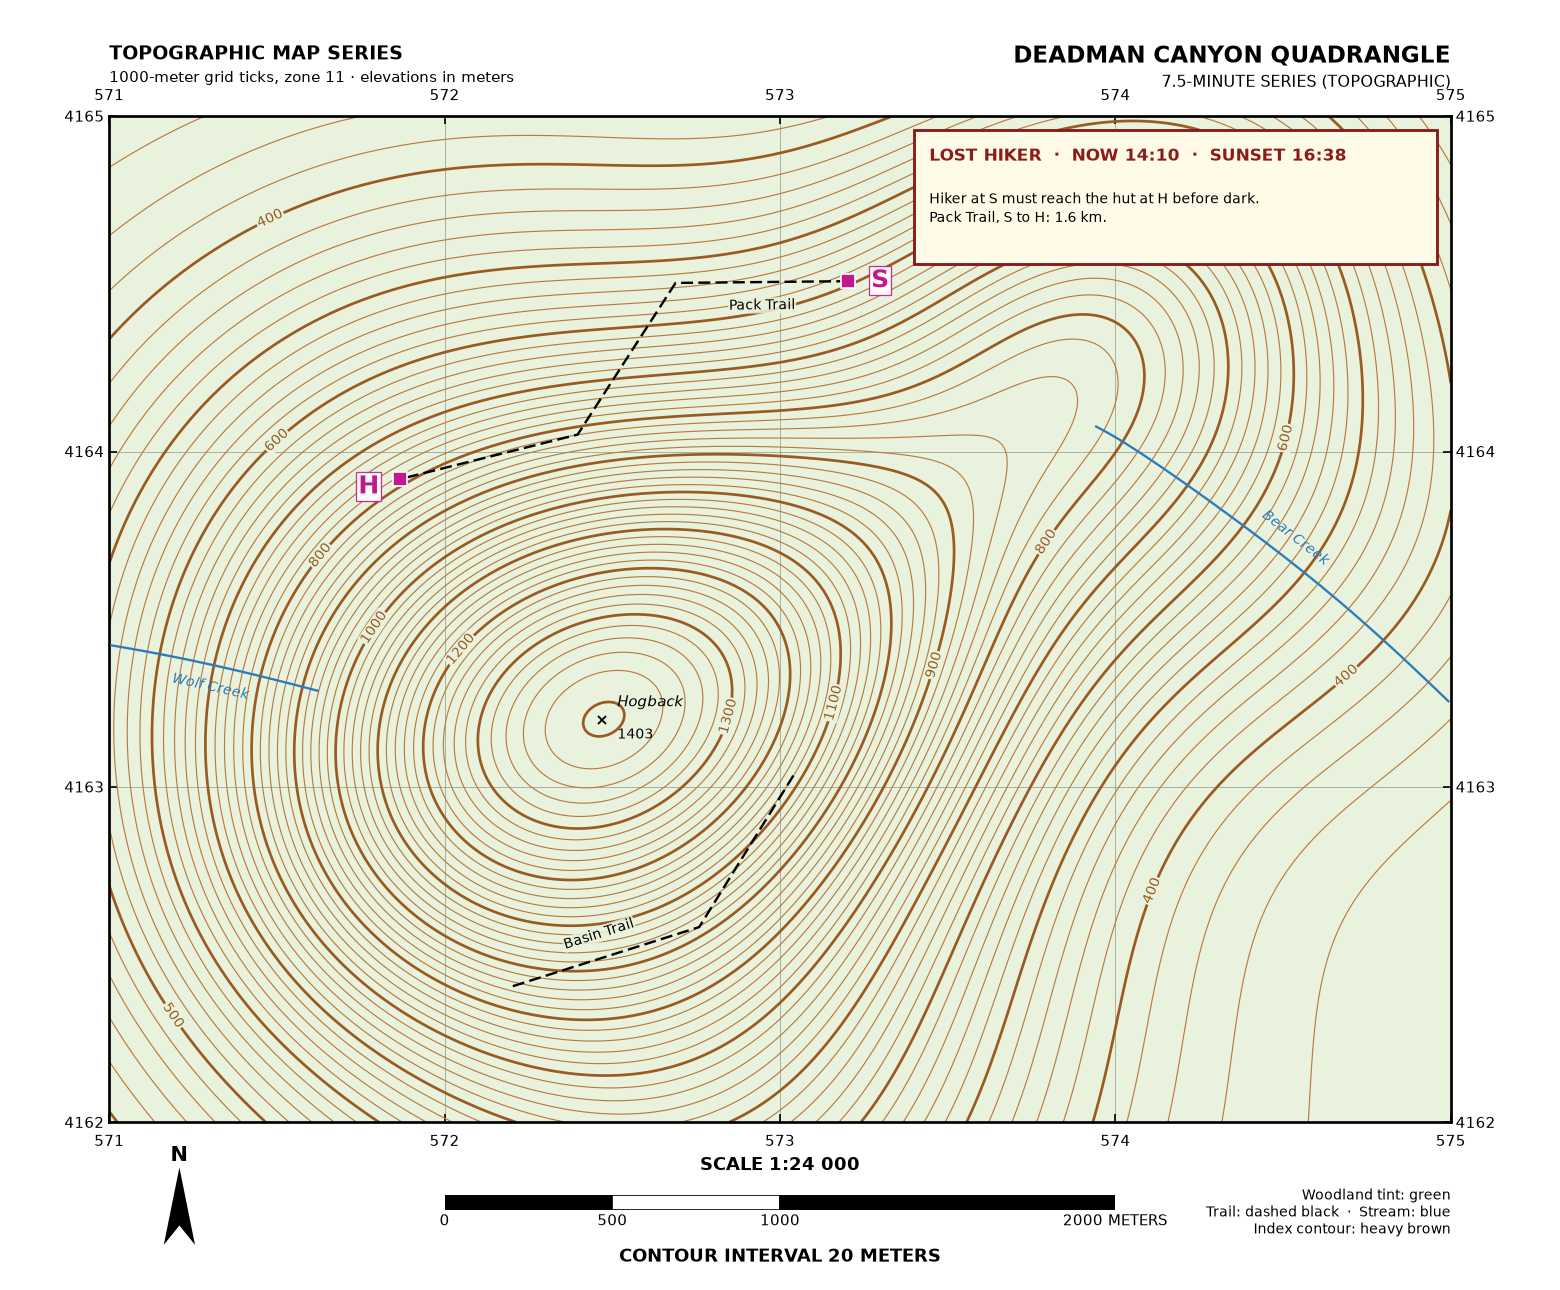 TOPOGRAPHIC MAP SERIES
1000-meter grid ticks, zone 11 · elevations in meters
DEADMAN CANYON QUADRANGLE
7.5-MINUTE SERIES (TOPOGRAPHIC)
571 572 573 574 575
4165 4165
LOST HIKER · NOW 14:10 · SUNSET 16:38
Hiker at S must reach the hut at H before dark.
Pack Trail, S to H: 1.6 km.
400
S
Pack Trail
600
600
4164 4164
H
800
800
Bear Creek
1000
1200
900
400
Wolf Creek
Hogback
1403
1300
1100
4163 4163
400
Basin Trail
500
4162 4162
571 572 573 574 575
N
SCALE 1:24 000
0 500 1000 2000 METERS
CONTOUR INTERVAL 20 METERS
Woodland tint: green
Trail: dashed black · Stream: blue
Index contour: heavy brown